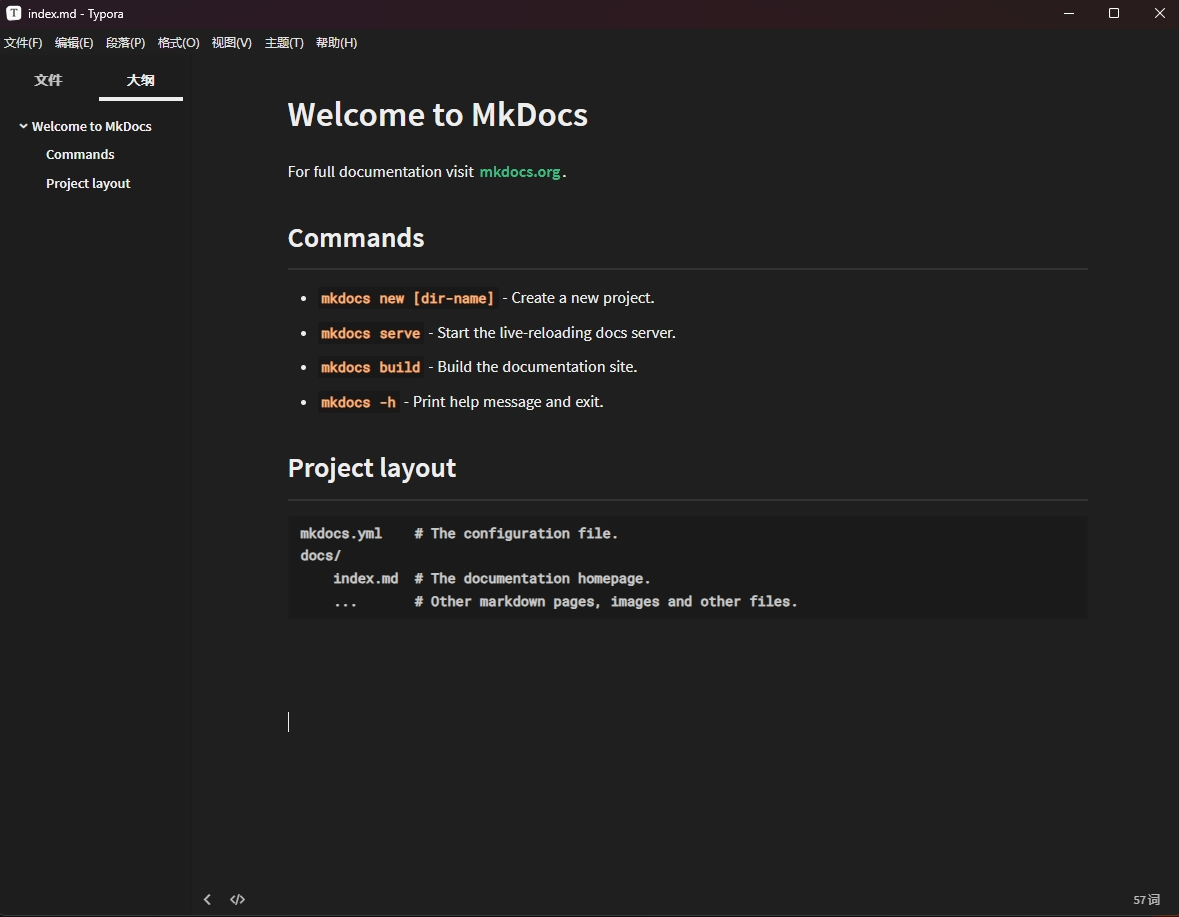 T index.md - Typora
文件(F) 编辑(E) 段落(P) 格式(O) 视图(V) 主题(T) 帮助(H)
文件 大纲
Welcome to MkDocs
Commands
Project layout
Welcome to MkDocs
For full documentation visit mkdocs.org.
Commands
• mkdocs new [dir-name] - Create a new project.
• mkdocs serve - Start the live-reloading docs server.
• mkdocs build - Build the documentation site.
• mkdocs -h - Print help message and exit.
Project layout
mkdocs.yml    # The configuration file.
docs/
    index.md  # The documentation homepage.
    ...       # Other markdown pages, images and other files.
</> 57词